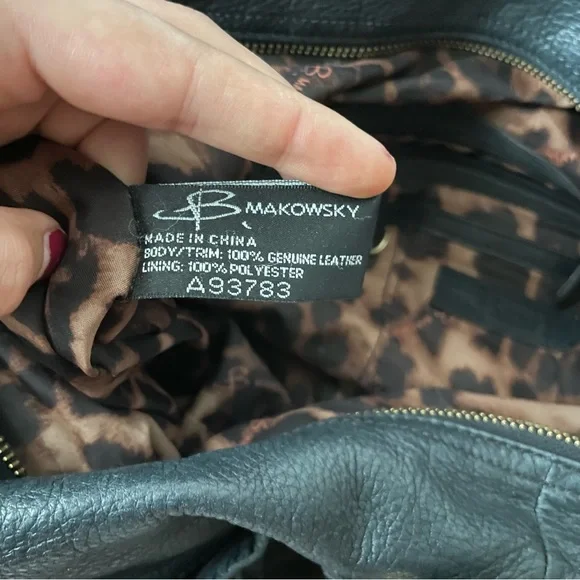 B MAKOWSKY
MADE IN CHINA
BODY/TRIM: 100% GENUINE LEATHER
LINING: 100% POLYESTER
A93783